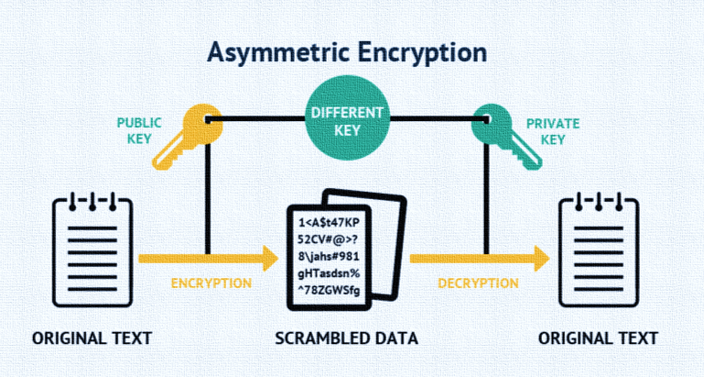 Asymmetric Encryption
PUBLIC
KEY
DIFFERENT
KEY
PRIVATE
KEY
1<A$t47KP
52CV#@>?
8\jahs#981
gHTasdsn%
^78ZGWSfg
ENCRYPTION
DECRYPTION
ORIGINAL TEXT
SCRAMBLED DATA
ORIGINAL TEXT